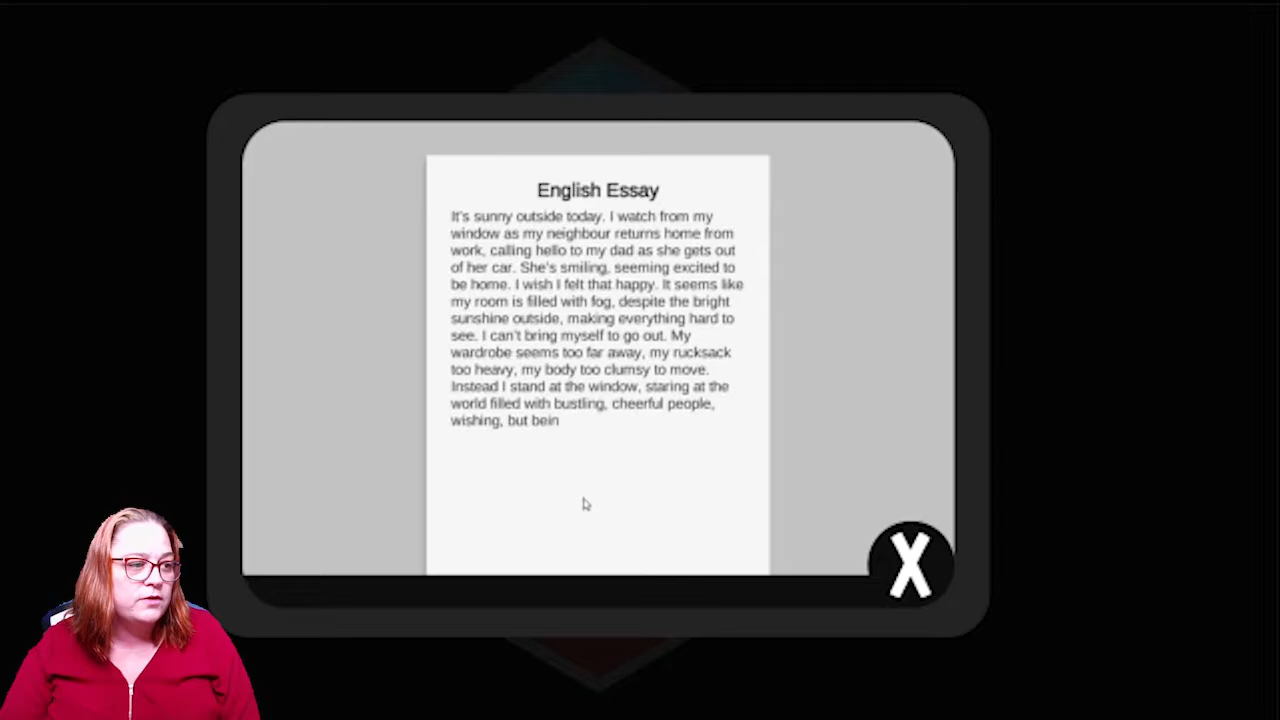 English Essay
It's sunny outside today. I watch from my
window as my neighbour returns home from
work, calling hello to my dad as she gets out
of her car. She's smiling, seeming excited to
be home. I wish I felt that happy. It seems like
my room is filled with fog, despite the bright
sunshine outside, making everything hard to
see. I can't bring myself to go out. My
wardrobe seems too far away, my rucksack
too heavy, my body too clumsy to move.
Instead I stand at the window, staring at the
world filled with bustling, cheerful people,
wishing, but bein
X